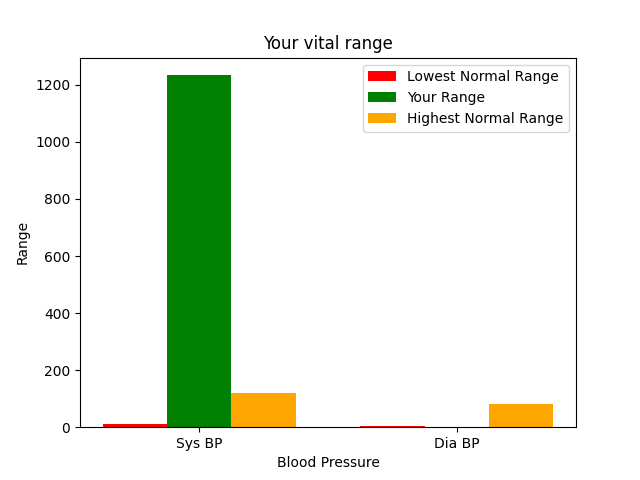 Your vital range
Lowest Normal Range
Your Range
Highest Normal Range
1200
1000
800
600
400
200
0
Range
Sys BP
Dia BP
Blood Pressure